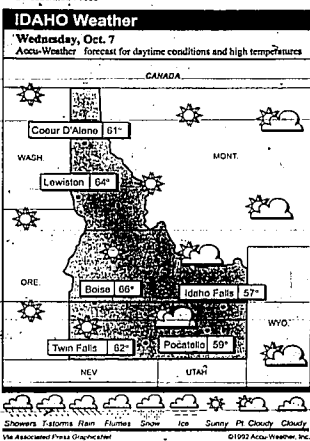 IDAHO Weather
Wednesday, Oct. 7
Accu-Weather forecast for daytime conditions and high temperatures
CANADA
Coeur D'Alene 61°
WASH.
MONT.
Lewiston 64°
ORE.
Boise 66°
Idaho Falls 57°
WYO.
Twin Falls 62°
Pocatello 59°
NEV
UTAH
Showers T-storms Rain Flurries Snow Ice Sunny Pt. Cloudy Cloudy
Via Associated Press GraphicsNet ©1992 Accu-Weather, Inc.